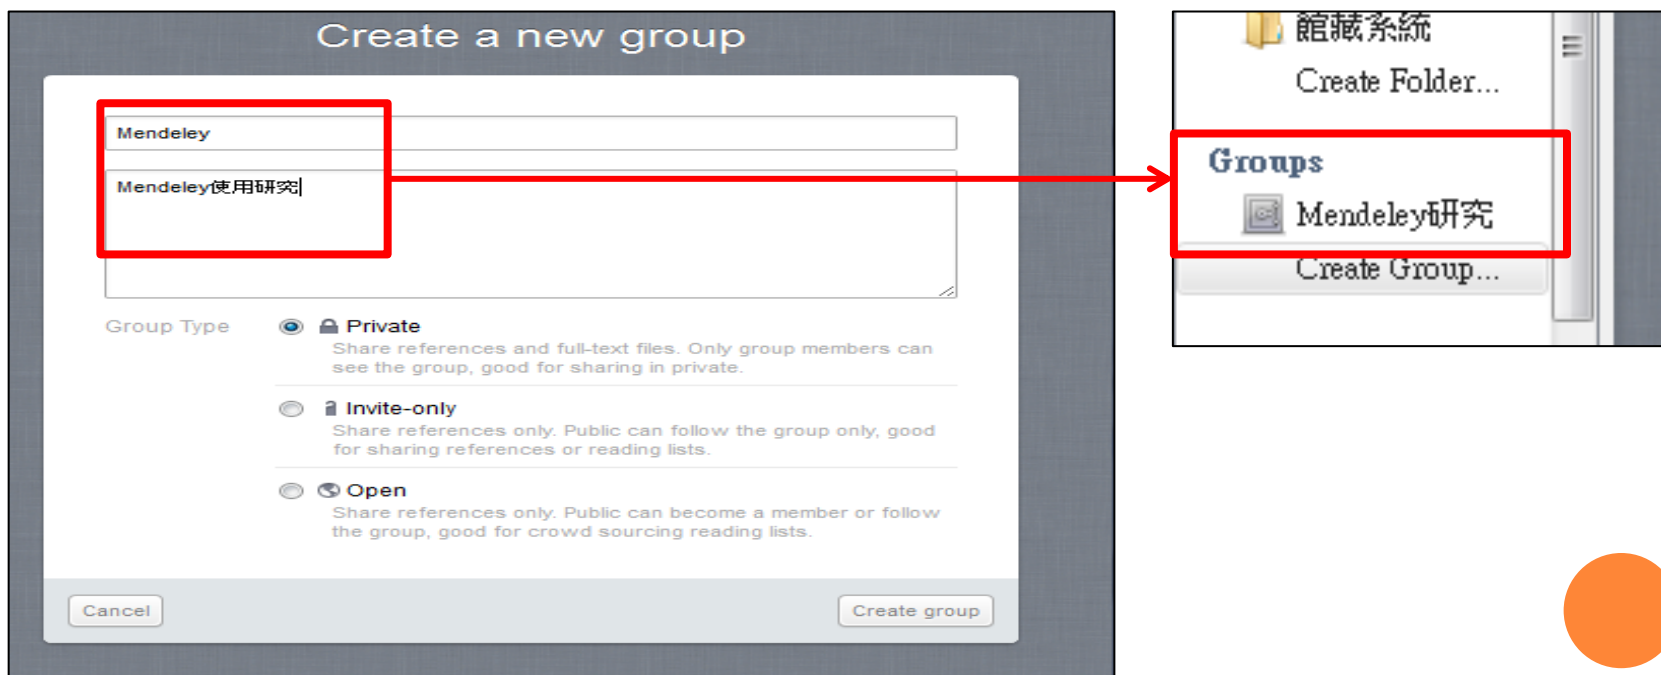 Create a new group
Mendeley
Mendeley使用研究
Group Type
Private
Share references and full-text files. Only group members can
see the group, good for sharing in private.
Invite-only
Share references only. Public can follow the group only, good
for sharing references or reading lists.
Open
Share references only. Public can become a member or follow
the group, good for crowd sourcing reading lists.
Cancel
Create group
館藏系統
Create Folder...
Groups
Mendeley研究
Create Group...